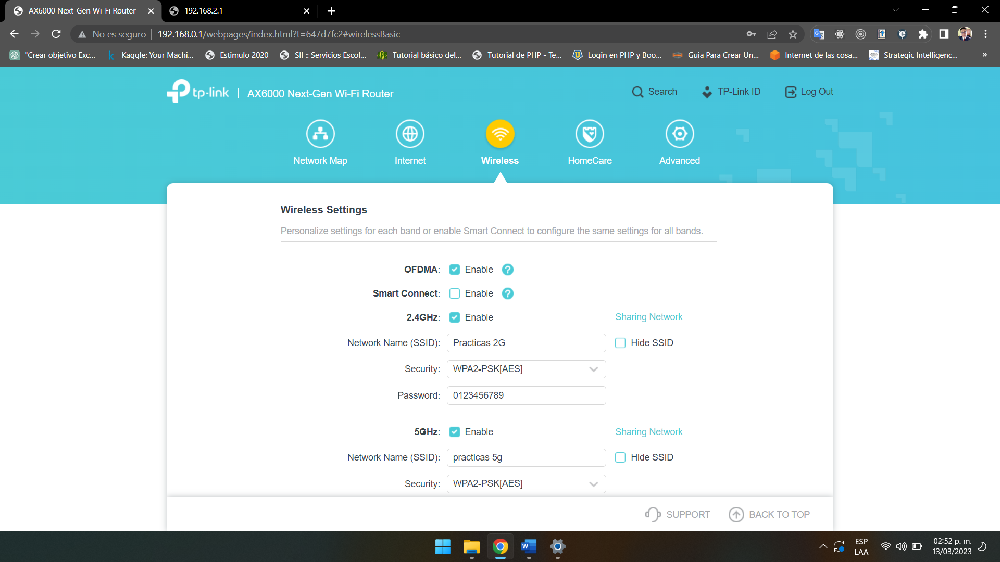 AX6000 Next-Gen Wi-Fi Router
192.168.2.1
No es seguro | 192.168.0.1/webpages/index.html?t=647d7fc2#wirelessBasic
"Crear objetivo Exc... Kaggle: Your Machi... Estimulo 2020 SII :: Servicios Escol... Tutorial básico del... Tutorial de PHP - Te... Login en PHP y Boo... Guia Para Crear Un... Internet de las cosa... Strategic Intelligenc... »
tp-link | AX6000 Next-Gen Wi-Fi Router
Search TP-Link ID Log Out
Network Map Internet Wireless HomeCare Advanced
Wireless Settings
Personalize settings for each band or enable Smart Connect to configure the same settings for all bands.
OFDMA: Enable ?
Smart Connect: Enable ?
2.4GHz: Enable Sharing Network
Network Name (SSID): Practicas 2G Hide SSID
Security: WPA2-PSK[AES]
Password: 0123456789
5GHz: Enable Sharing Network
Network Name (SSID): practicas 5g Hide SSID
Security: WPA2-PSK[AES]
SUPPORT BACK TO TOP
ESP
LAA
02:52 p. m.
13/03/2023